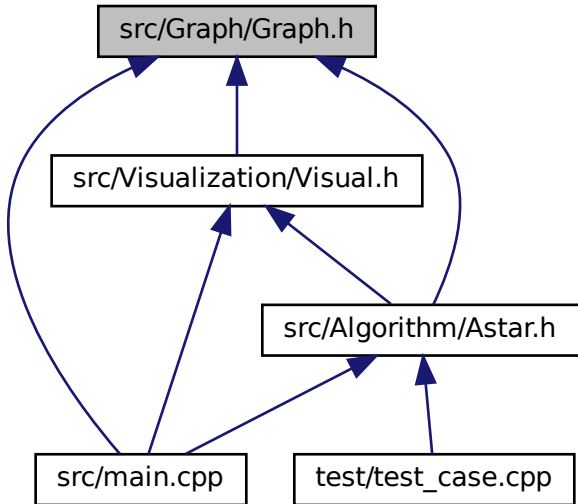 src/Graph/Graph.h
src/Visualization/Visual.h
src/Algorithm/Astar.h
src/main.cpp
test/test_case.cpp